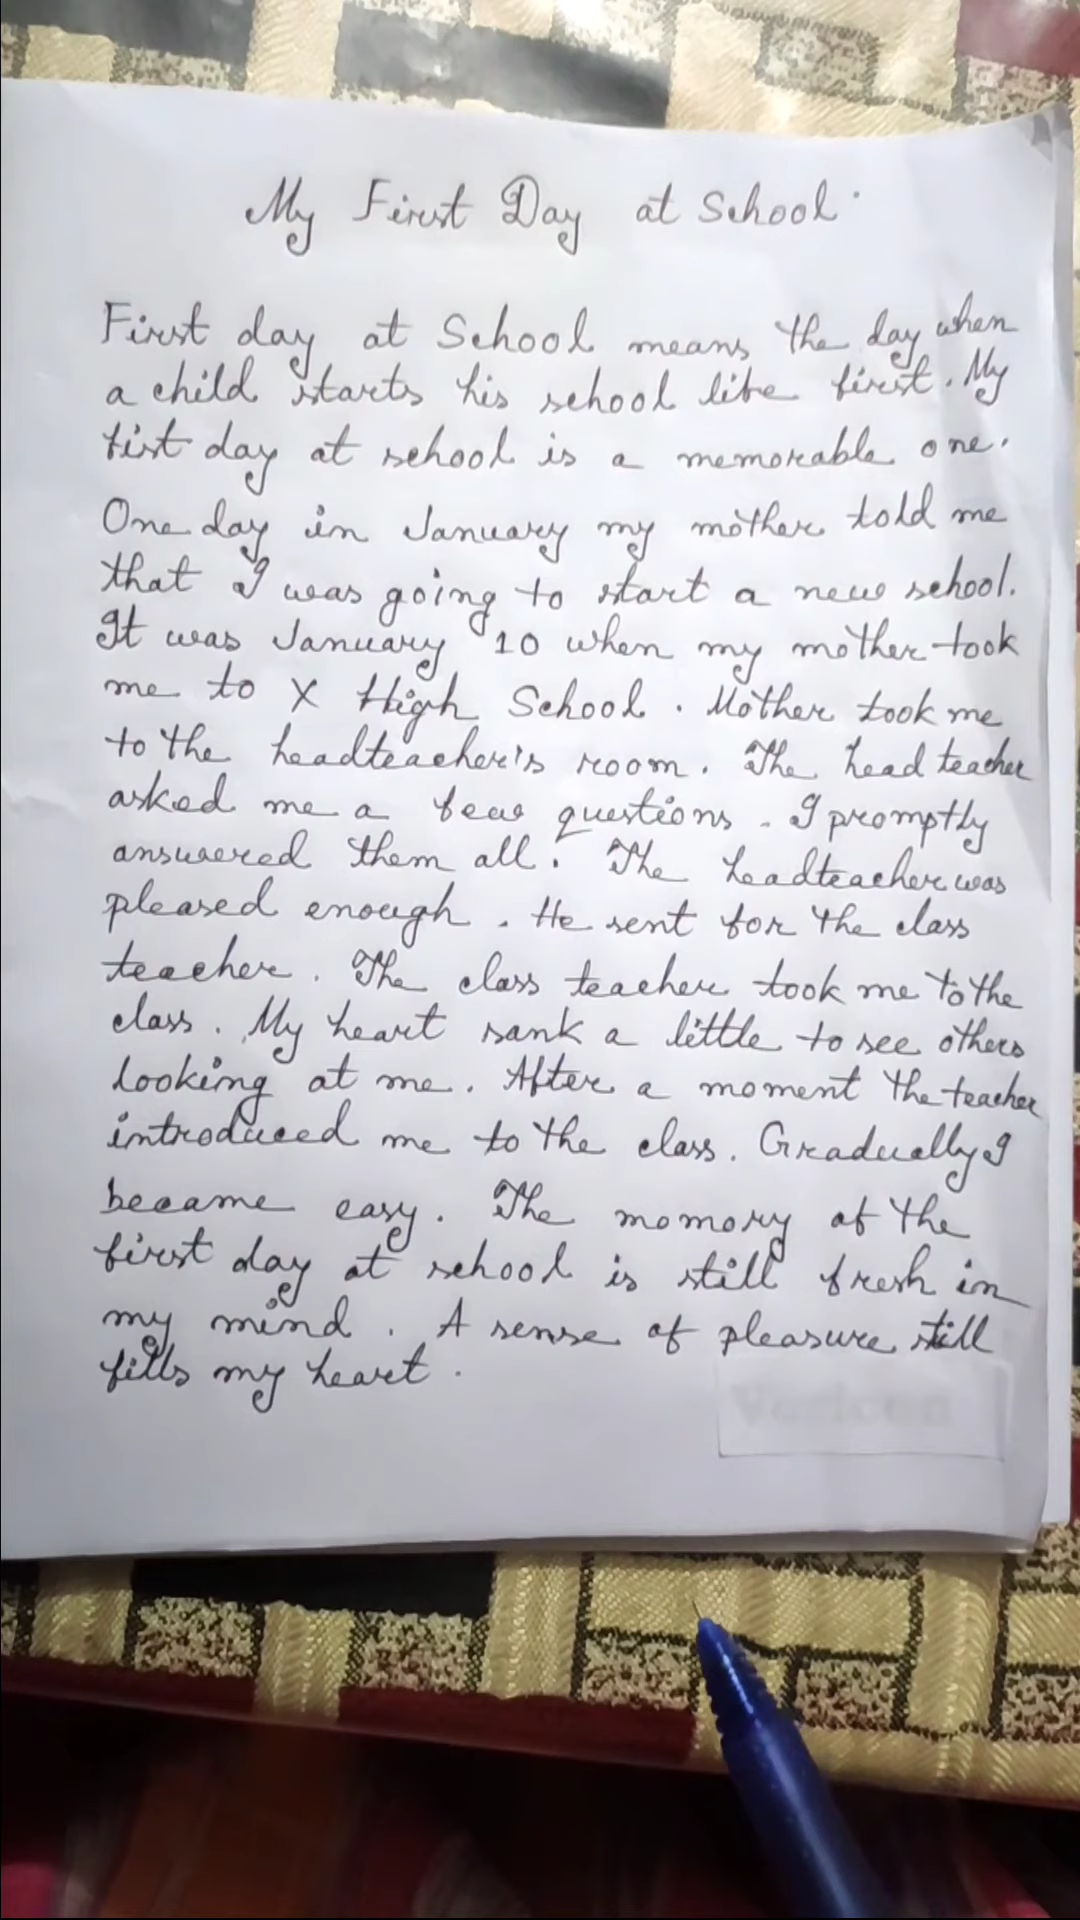 My First Day at School.
First day at School means the day when
a child starts his school life first. My
fist day at school is a memorable one.
One day in January my mother told me
that I was going to start a new school.
It was January 10 when my mother took
me to X High School. Mother took me
to the headteacher's room. The head teacher
asked me a few questions. I promptly
answered them all. The headteacher was
pleased enough. He sent for the class
teacher. The class teacher took me to the
class. My heart sank a little to see others
looking at me. After a moment the teacher
introduced me to the class. Gradually I
became easy. The momory of the
first day at school is still fresh in
my mind. A sense of pleasure still
fills my heart.